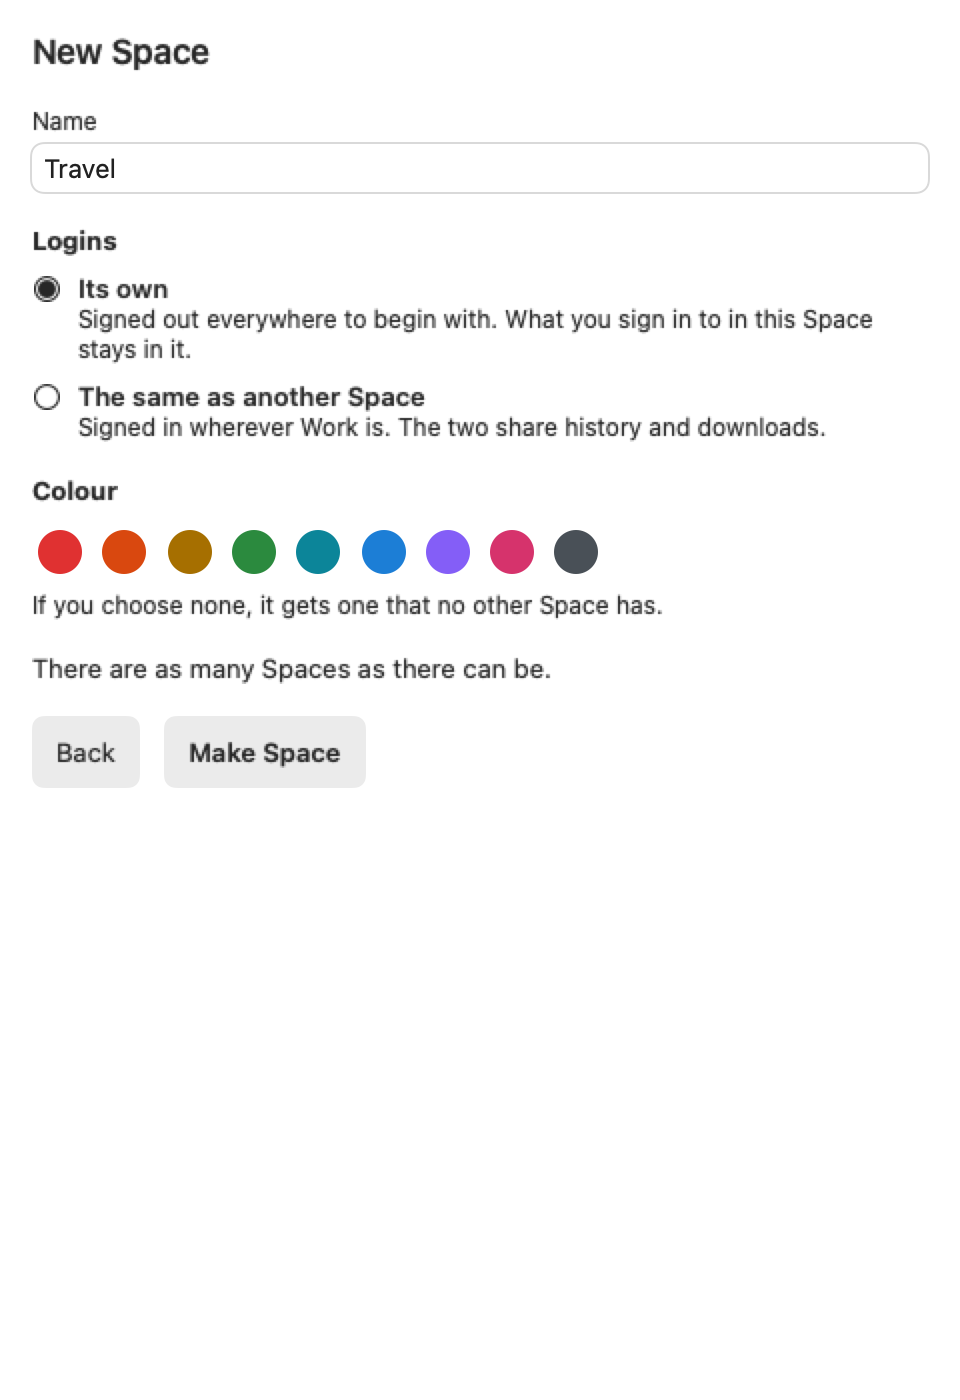 New Space
Name
Travel
Logins
Its own
Signed out everywhere to begin with. What you sign in to in this Space
stays in it.
The same as another Space
Signed in wherever Work is. The two share history and downloads.
Colour
If you choose none, it gets one that no other Space has.
There are as many Spaces as there can be.
Back
Make Space